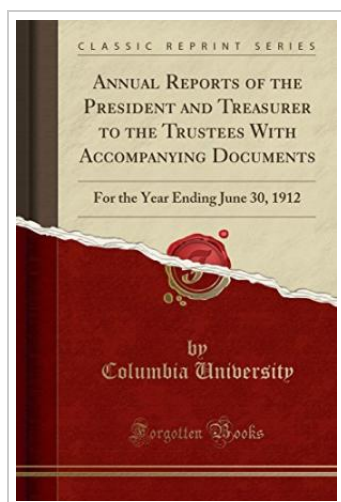 CLASSIC REPRINT SERIES
ANNUAL REPORTS OF THE
PRESIDENT AND TREASURER
TO THE TRUSTEES WITH
ACCOMPANYING DOCUMENTS
For the Year Ending June 30, 1912
by
Columbia University
Forgotten Books